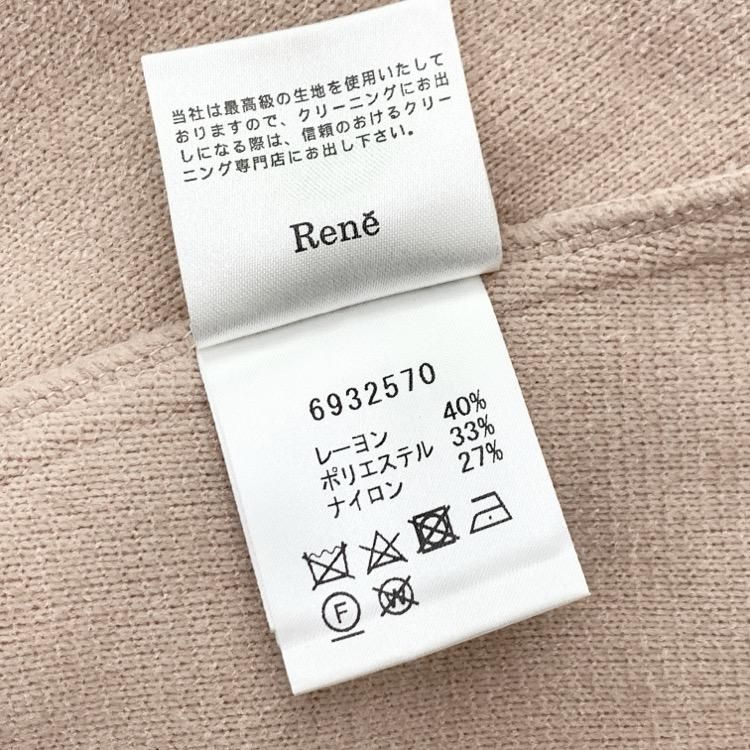 当社は最高級の生地を使用いたして
おりますので、クリーニングにお出
しになる際は、信頼のおけるクリー
ニング専門店にお出し下さい。
Renĕ
6932570
レーヨン 40%
ポリエステル 33%
ナイロン 27%
F
W